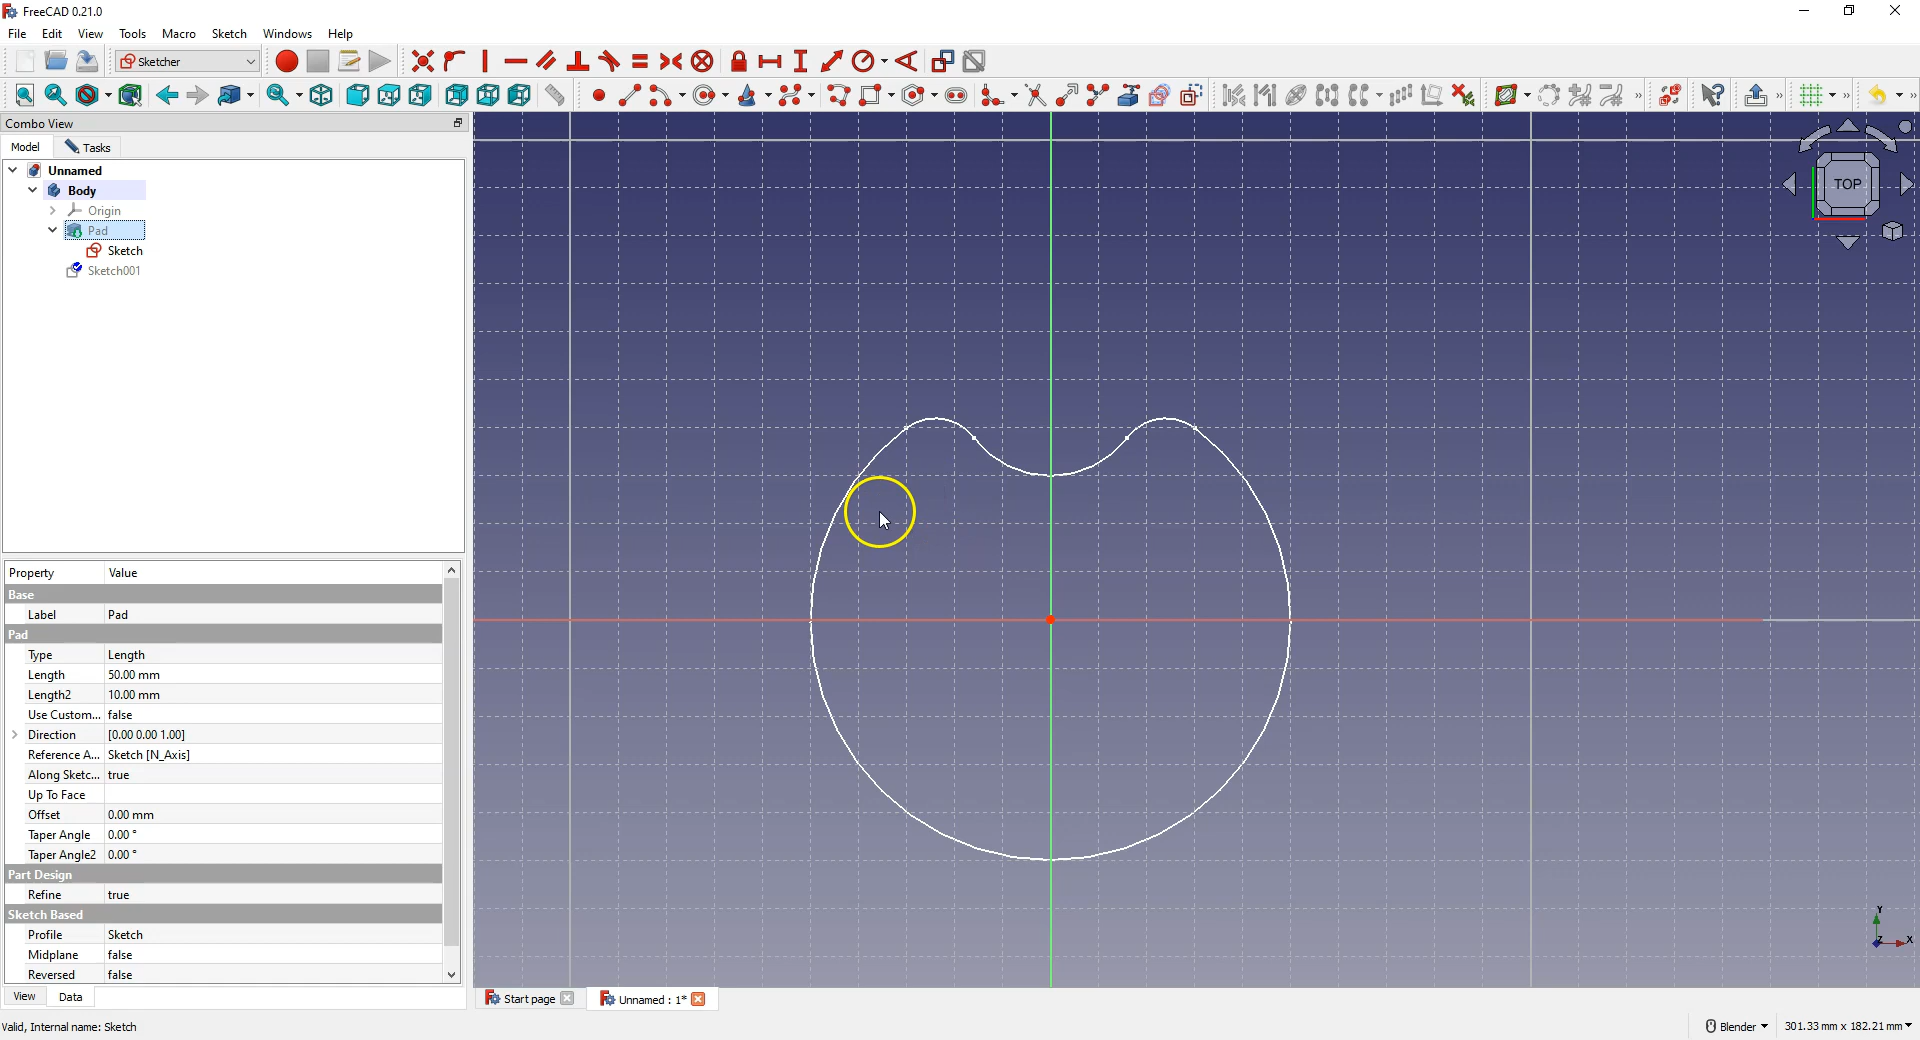 FreeCAD 0.21.0
File Edit View Tools Macro Sketch Windows Help
Sketcher
Combo View
Model Tasks
Unnamed
Body
Origin
Pad
Sketch
Sketch001
TOP
Property Value
Base
Label Pad
Pad
Type Length
Length 50.00 mm
Length2 10.00 mm
Use Custom... false
Direction [0.00 0.00 1.00]
Reference A... Sketch [N_Axis]
Along Sketc... true
Up To Face
Offset 0.00 mm
Taper Angle 0.00 °
Taper Angle2 0.00 °
Part Design
Refine true
Sketch Based
Profile Sketch
Midplane false
Reversed false
Y
Z X
View Data
Start page Unnamed : 1*
Valid, Internal name: Sketch
Blender 301.33 mm x 182.21 mm